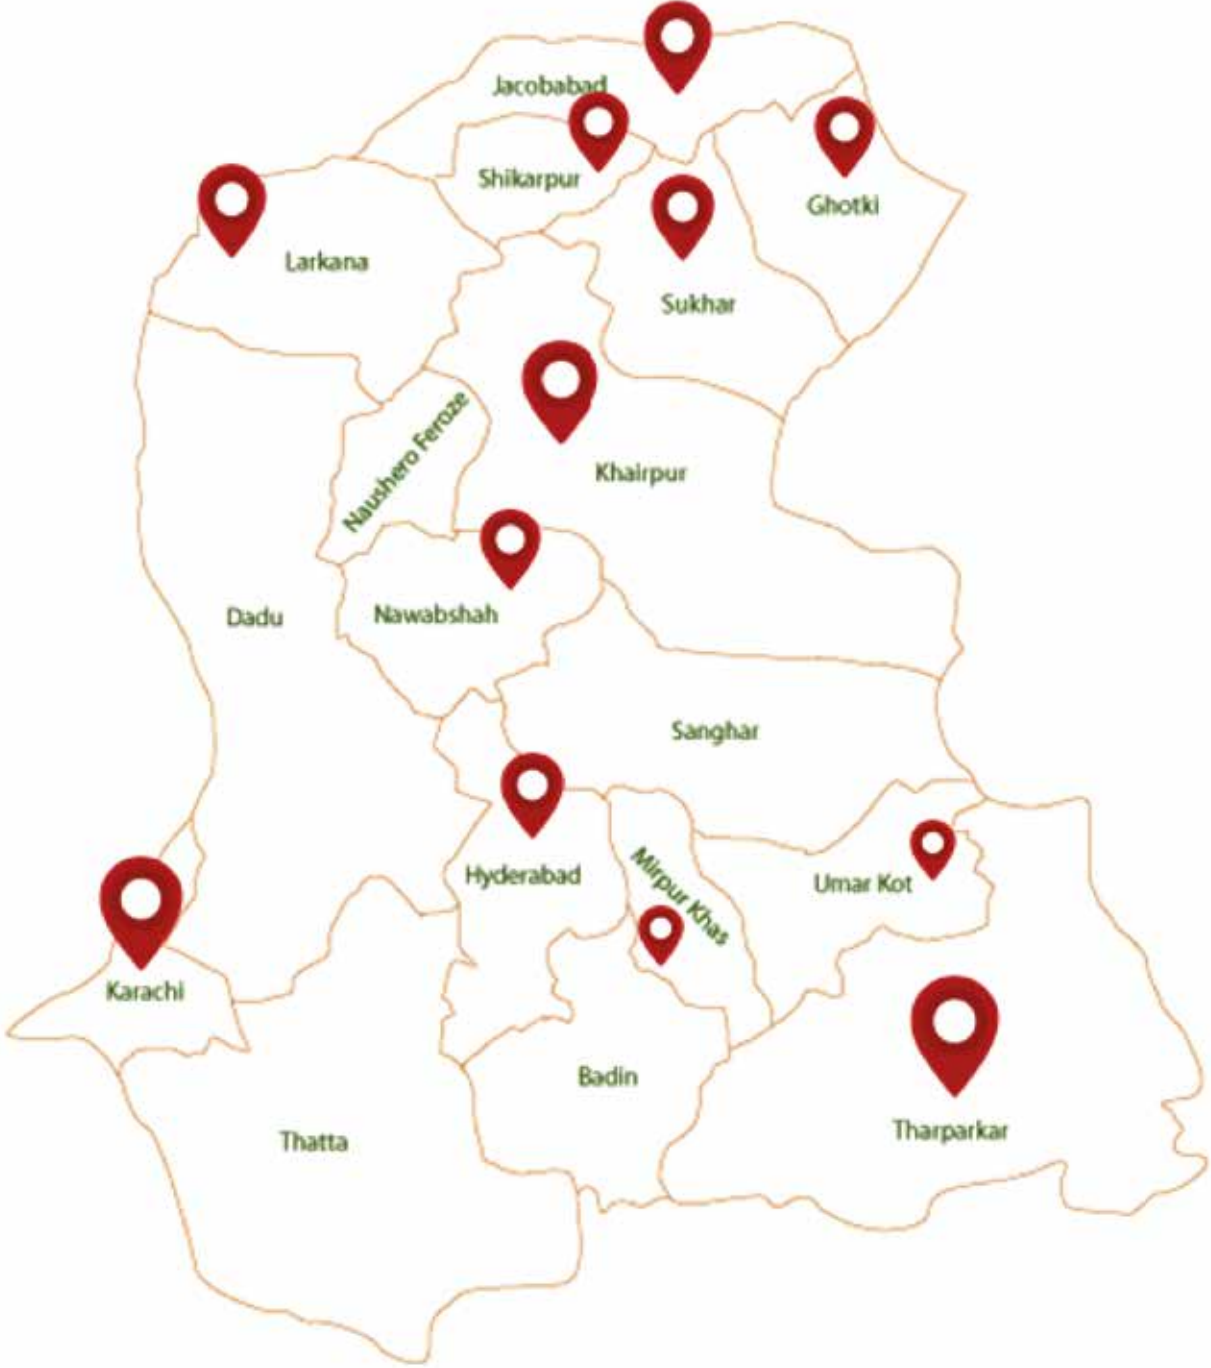 Jacobabad
Shikarpur
Ghotki
Larkana
Sukhar
Naushero Feroze
Khairpur
Dadu
Nawabshah
Sanghar
Hyderabad
Mirpur Khas
Umar Kot
Karachi
Badin
Thatta
Tharparkar